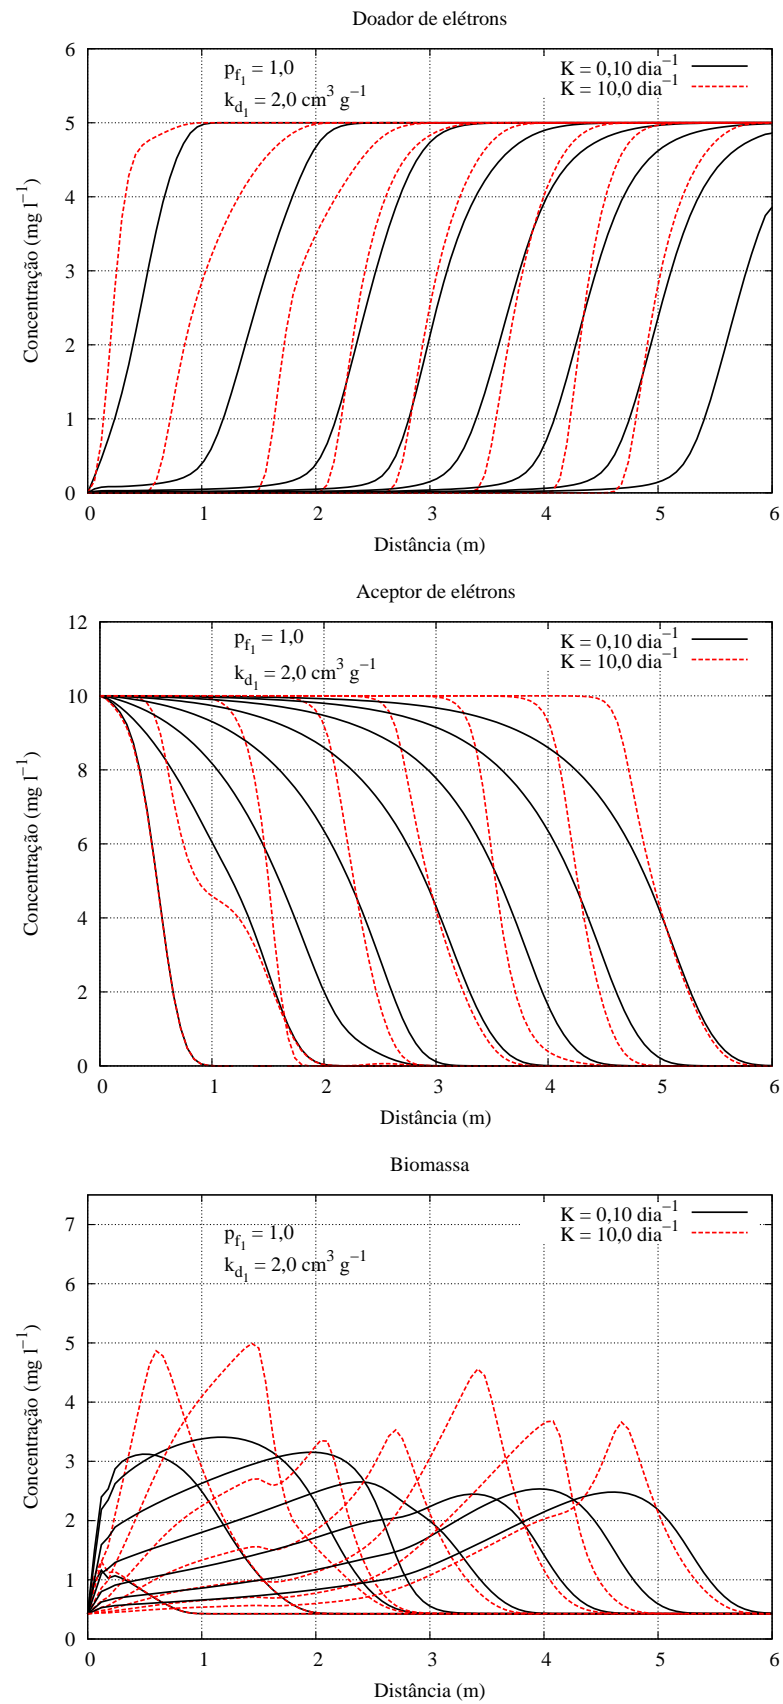 Doador de elétrons
6
5
4
3
2
1
0
Concentração (mg l⁻¹)
p_f₁ = 1,0
k_d₁ = 2,0 cm³ g⁻¹
K = 0,10 dia⁻¹
K = 10,0 dia⁻¹
0 1 2 3 4 5 6
Distância (m)
Aceptor de elétrons
12
10
8
6
4
2
0
Concentração (mg l⁻¹)
p_f₁ = 1,0
k_d₁ = 2,0 cm³ g⁻¹
K = 0,10 dia⁻¹
K = 10,0 dia⁻¹
0 1 2 3 4 5 6
Distância (m)
Biomassa
7
6
5
4
3
2
1
0
Concentração (mg l⁻¹)
p_f₁ = 1,0
k_d₁ = 2,0 cm³ g⁻¹
K = 0,10 dia⁻¹
K = 10,0 dia⁻¹
0 1 2 3 4 5 6
Distância (m)